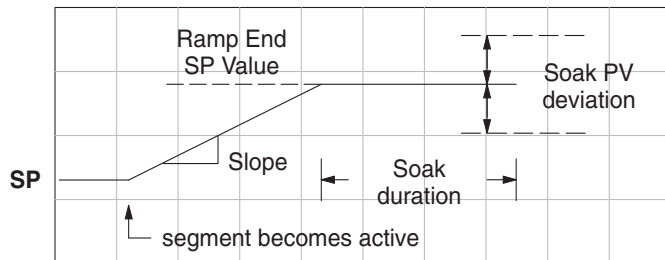 Ramp End
SP Value
Soak PV
deviation
Slope
Soak
duration
SP
segment becomes active